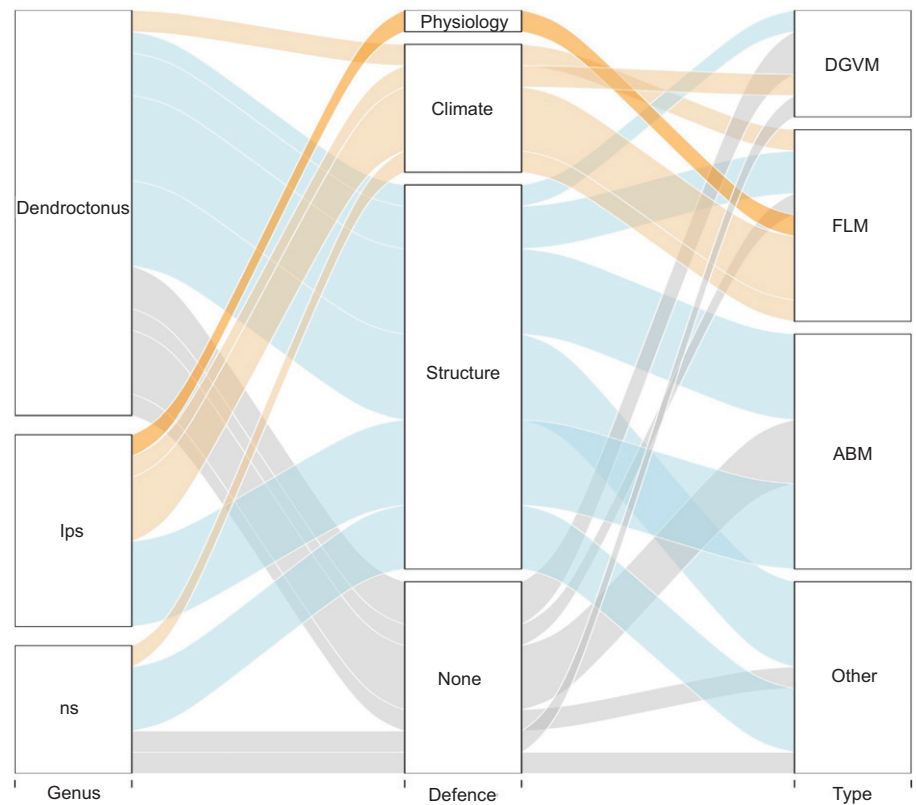 Dendroctonus
Ips
ns
Genus
Physiology
Climate
Structure
None
Defence
DGVM
FLM
ABM
Other
Type